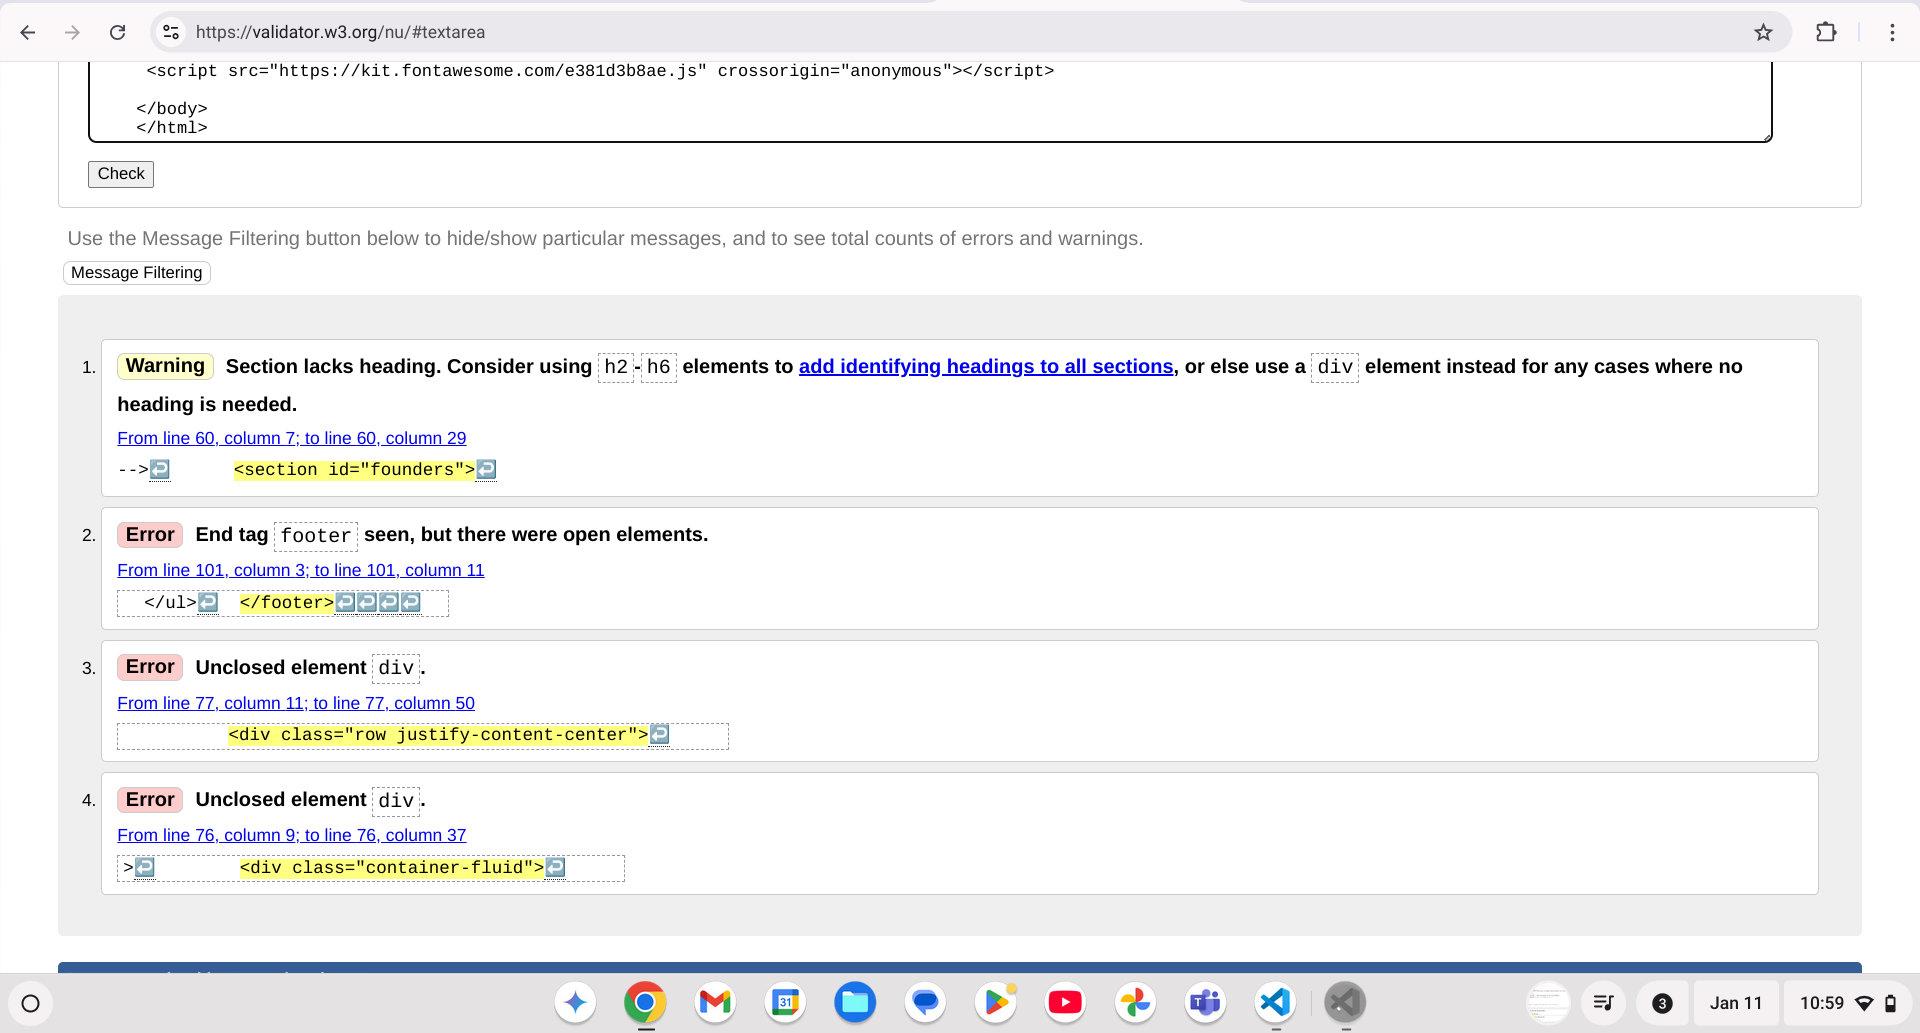 https://validator.w3.org/nu/#textarea
<script src="https://kit.fontawesome.com/e381d3b8ae.js" crossorigin="anonymous"></script>
</body>
</html>
Check
Use the Message Filtering button below to hide/show particular messages, and to see total counts of errors and warnings.
Message Filtering
1. Warning Section lacks heading. Consider using h2-h6 elements to add identifying headings to all sections, or else use a div element instead for any cases where no
heading is needed.
From line 60, column 7; to line 60, column 29
-->↩ <section id="founders">↩
2. Error End tag footer seen, but there were open elements.
From line 101, column 3; to line 101, column 11
</ul>↩ </footer>↩↩↩↩
3. Error Unclosed element div.
From line 77, column 11; to line 77, column 50
<div class="row justify-content-center">↩
4. Error Unclosed element div.
From line 76, column 9; to line 76, column 37
>↩ <div class="container-fluid">↩
31
3
Jan 11
10:59